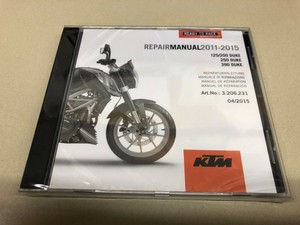 READY TO RACE
REPAIRMANUAL2011-2015
125/200 DUKE
250 DUKE
390 DUKE
REPARATURANLEITUNG
MANUALE DI RIPARAZIONE
MANUEL DE RÉPARATION
MANUAL DE REPARACIÓN
Art.No.: 3.206.211
04/2015
KTM